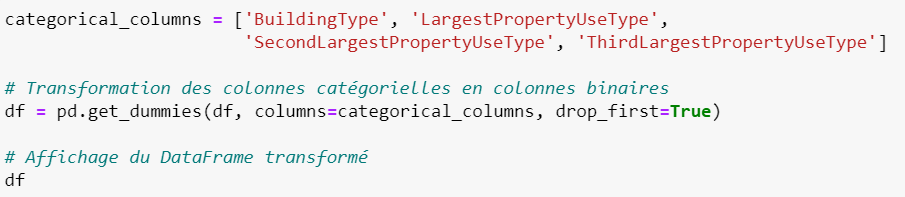 categorical_columns = ['BuildingType', 'LargestPropertyUseType',
'SecondLargestPropertyUseType', 'ThirdLargestPropertyUseType']
# Transformation des colonnes catégorielles en colonnes binaires
df = pd.get_dummies(df, columns=categorical_columns, drop_first=True)
# Affichage du DataFrame transformé
df